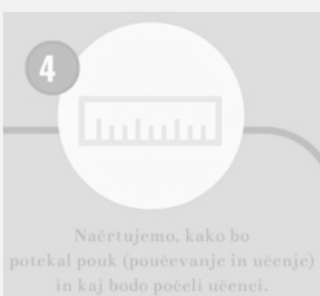 4
Načrtujemo, kako bo
potekal pouk (poučevanje in učenje)
in kaj bodo počeli učenci.